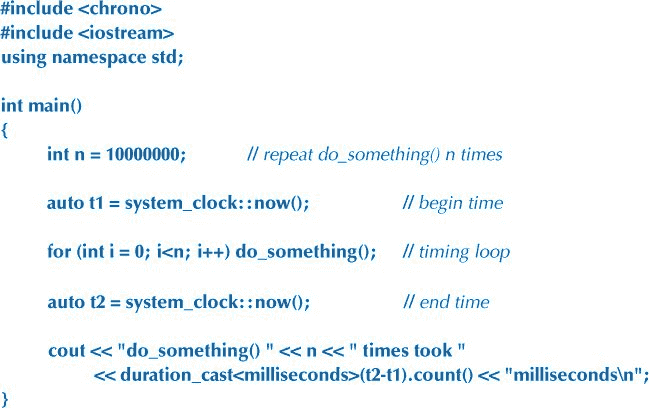 #include <chrono>
#include <iostream>
using namespace std;
int main()
{
int n = 10000000; // repeat do_something() n times
auto t1 = system_clock::now(); // begin time
for (int i = 0; i<n; i++) do_something(); // timing loop
auto t2 = system_clock::now(); // end time
cout << "do_something() " << n << " times took "
<< duration_cast<milliseconds>(t2-t1).count() << "milliseconds\n";
}